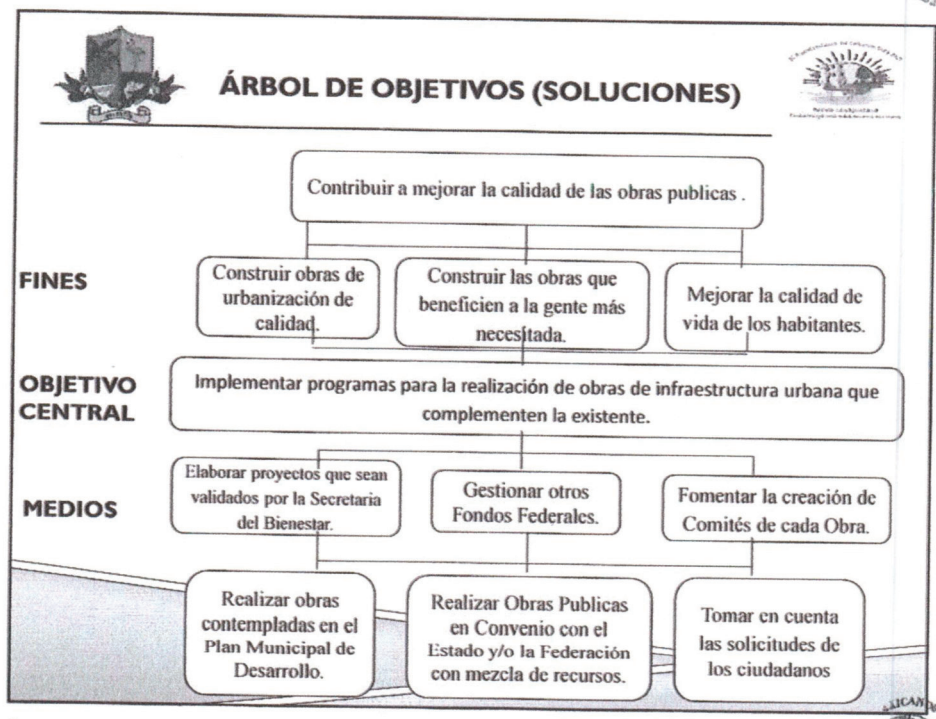 ÁRBOL DE OBJETIVOS (SOLUCIONES)
Contribuir a mejorar la calidad de las obras publicas .
FINES
Construir obras de
urbanización de
calidad.
Construir las obras que
beneficien a la gente más
necesitada.
Mejorar la calidad de
vida de los habitantes.
OBJETIVO
CENTRAL
Implementar programas para la realización de obras de infraestructura urbana que
complementen la existente.
MEDIOS
Elaborar proyectos que sean
validados por la Secretaria
del Bienestar.
Gestionar otros
Fondos Federales.
Fomentar la creación de
Comités de cada Obra.
Realizar obras
contempladas en el
Plan Municipal de
Desarrollo.
Realizar Obras Publicas
en Convenio con el
Estado y/o la Federación
con mezcla de recursos.
Tomar en cuenta
las solicitudes de
los ciudadanos